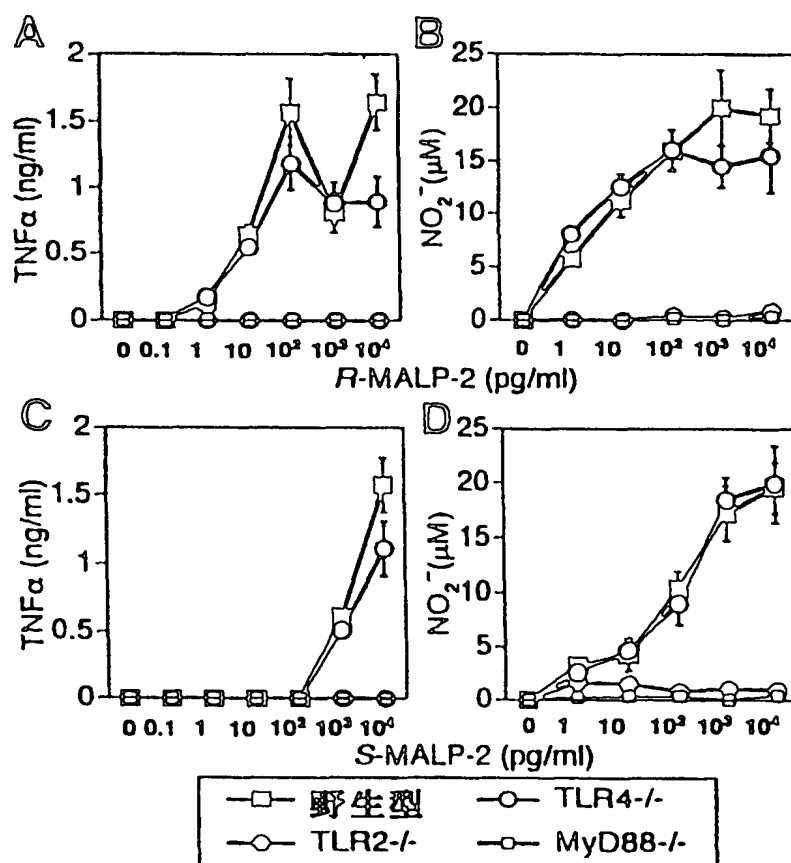 A
B
TNFα (ng/ml)
2
1.5
1
0.5
0
NO₂⁻(μM)
25
20
15
10
5
0
0 0.1 1 10 10² 10³ 10⁴
0 1 10 10² 10³ 10⁴
R-MALP-2 (pg/ml)
C
D
TNFα (ng/ml)
2
1.5
1
0.5
0
NO₂⁻(μM)
25
20
15
10
5
0
0 0.1 1 10 10² 10³ 10⁴
0 1 10 10² 10³ 10⁴
S-MALP-2 (pg/ml)
野生型 TLR4-/-
TLR2-/- MyD88-/-